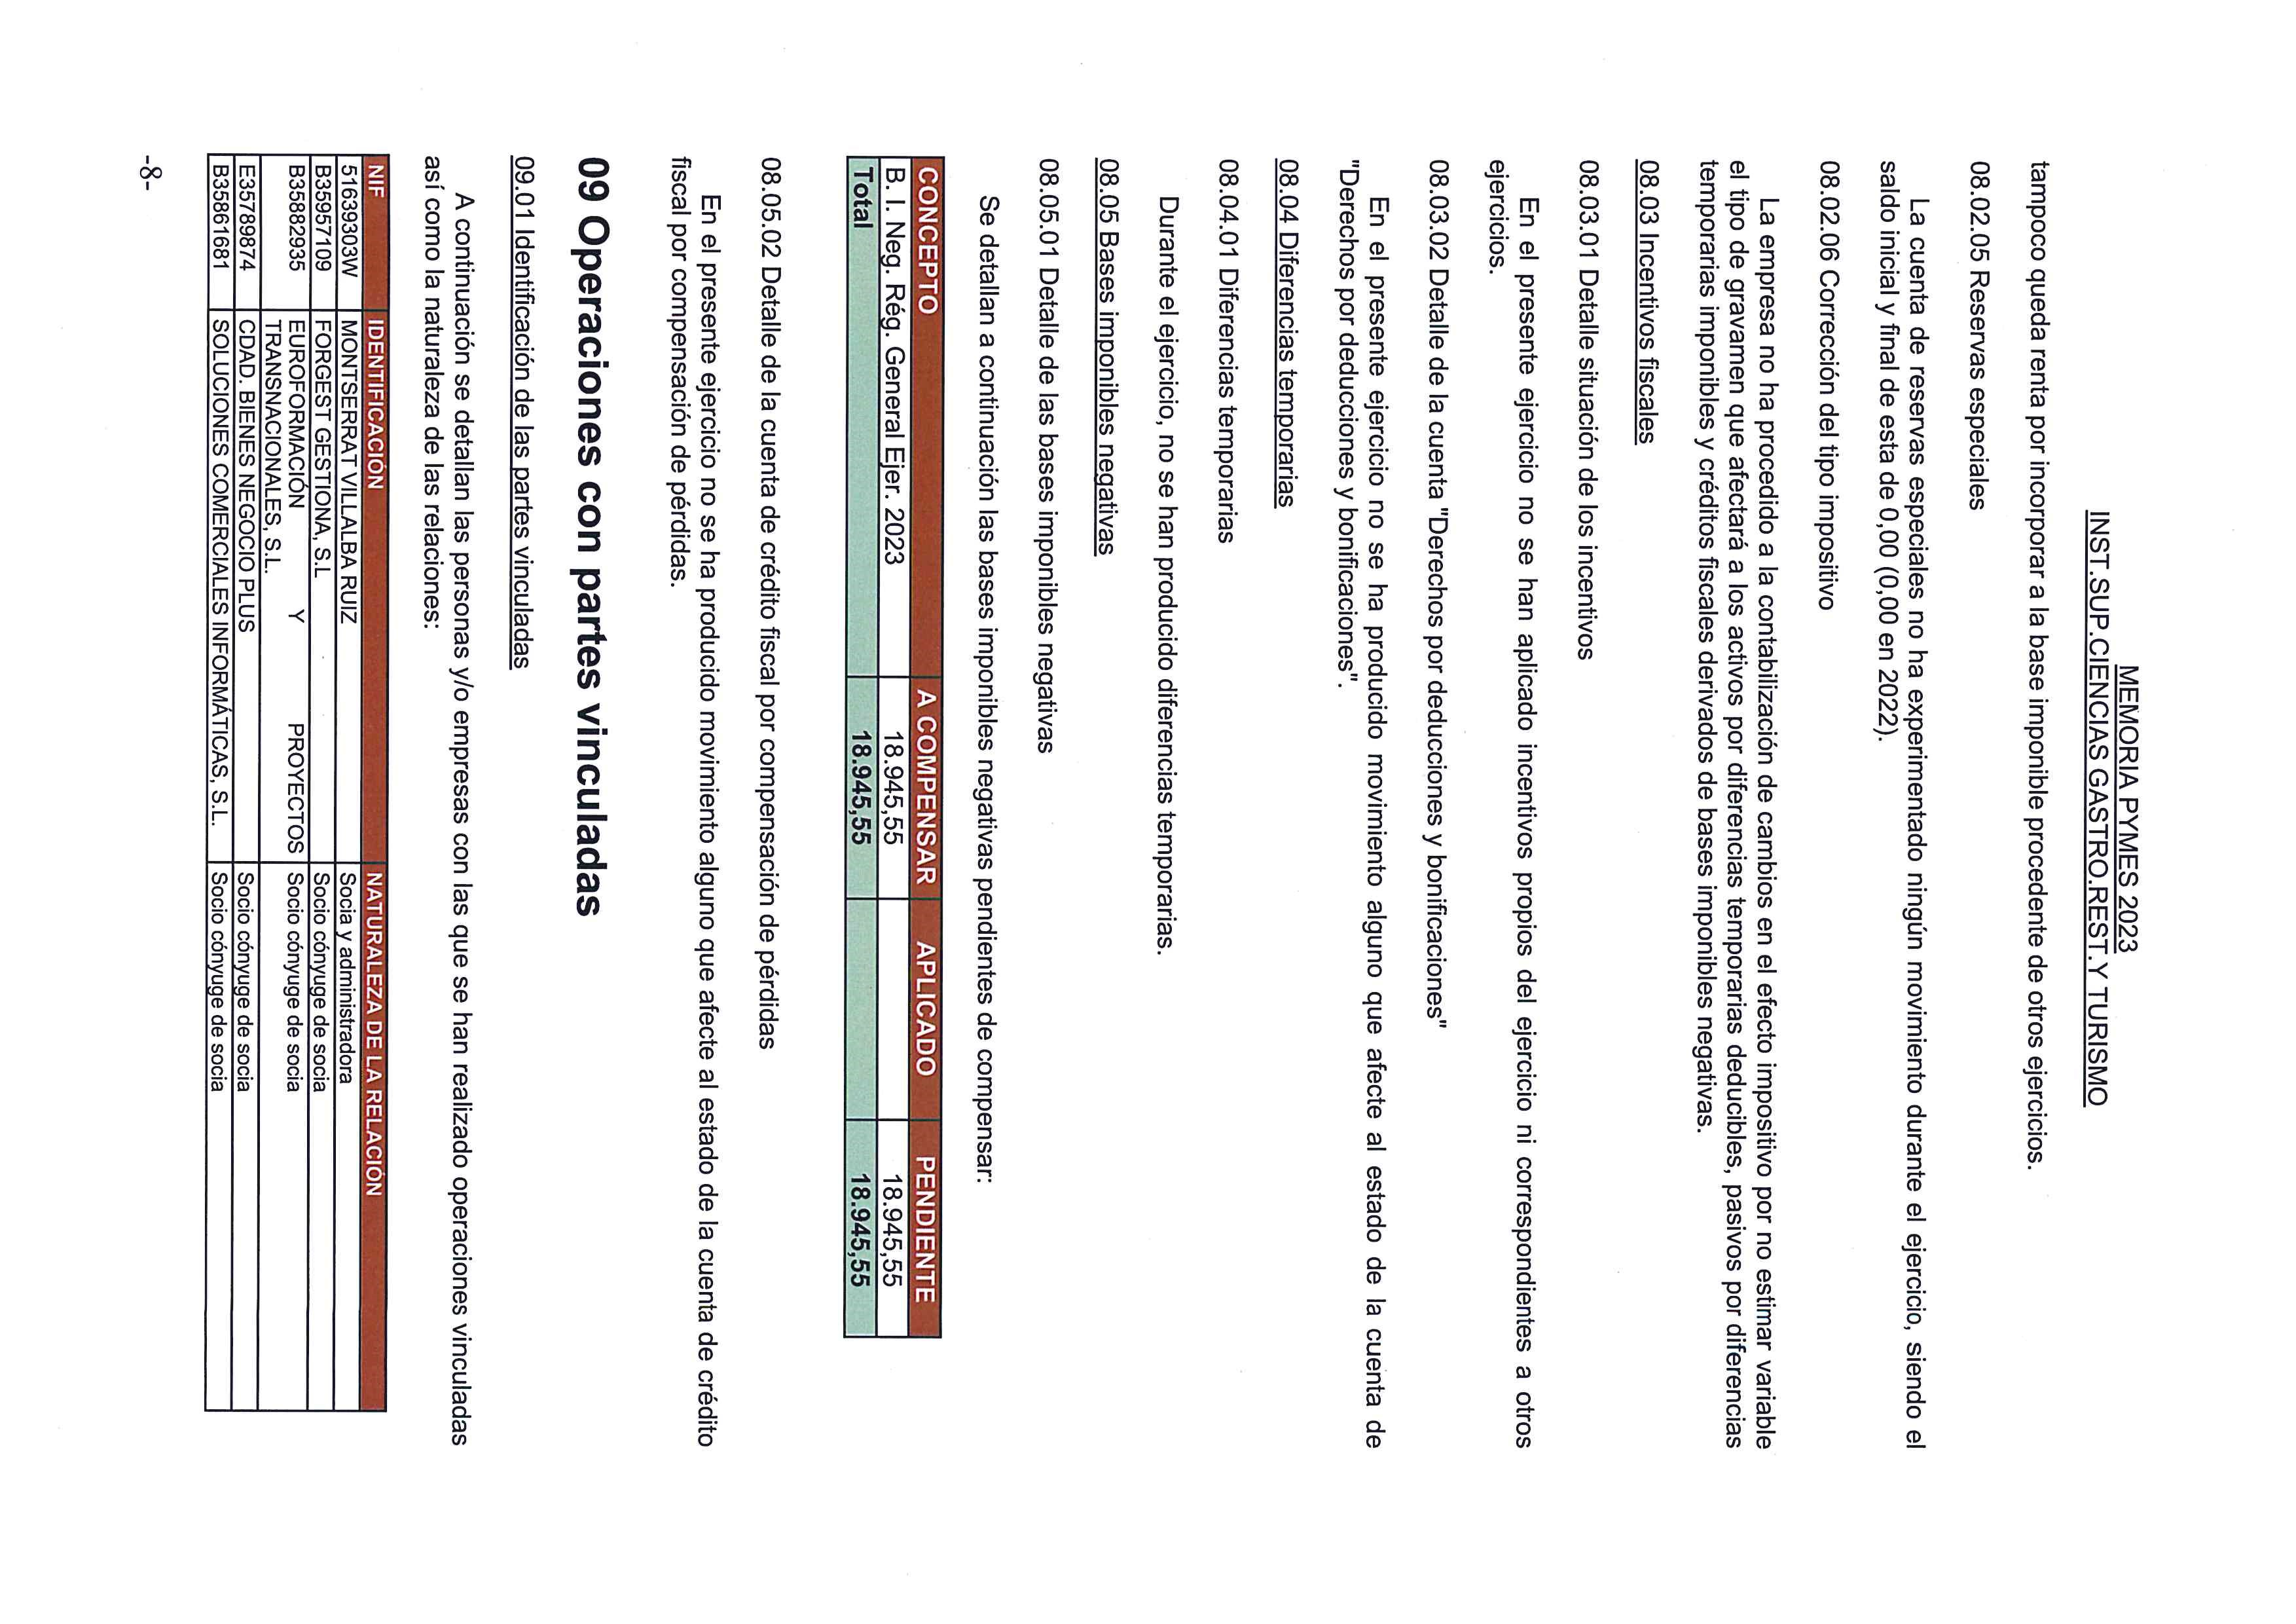 MEMORIA PYMES 2023
INST.SUP.CIENCIAS GASTRO.REST.Y TURISMO
tampoco queda renta por incorporar a la base imponible procedente de otros ejercicios.
08.02.05 Reservas especiales
La cuenta de reservas especiales no ha experimentado ningún movimiento durante el ejercicio, siendo el
saldo inicial y final de esta de 0,00 (0,00 en 2022).
08.02.06 Corrección del tipo impositivo
La empresa no ha procedido a la contabilización de cambios en el efecto impositivo por no estimar variable
el tipo de gravamen que afectará a los activos por diferencias temporarias deducibles, pasivos por diferencias
temporarias imponibles y créditos fiscales derivados de bases imponibles negativas.
08.03 Incentivos fiscales
08.03.01 Detalle situación de los incentivos
En el presente ejercicio no se han aplicado incentivos propios del ejercicio ni correspondientes a otros
ejercicios.
08.03.02 Detalle de la cuenta "Derechos por deducciones y bonificaciones"
En el presente ejercicio no se ha producido movimiento alguno que afecte al estado de la cuenta de
"Derechos por deducciones y bonificaciones".
08.04 Diferencias temporarias
08.04.01 Diferencias temporarias
Durante el ejercicio, no se han producido diferencias temporarias.
08.05 Bases imponibles negativas
08.05.01 Detalle de las bases imponibles negativas
Se detallan a continuación las bases imponibles negativas pendientes de compensar:
CONCEPTO A COMPENSAR APLICADO PENDIENTE
B. I. Neg. Rég. General Ejer. 2023 18.945,55 18.945,55
Total 18.945,55 18.945,55
08.05.02 Detalle de la cuenta de crédito fiscal por compensación de pérdidas
En el presente ejercicio no se ha producido movimiento alguno que afecte al estado de la cuenta de crédito
fiscal por compensación de pérdidas.
09 Operaciones con partes vinculadas
09.01 Identificación de las partes vinculadas
A continuación se detallan las personas y/o empresas con las que se han realizado operaciones vinculadas
así como la naturaleza de las relaciones:
NIF IDENTIFICACIÓN NATURALEZA DE LA RELACIÓN
51639303W MONTSERRAT VILLALBA RUIZ Socia y administradora
B35957109 FORGEST GESTIONA, S.L Socio cónyuge de socia
B35882935 EUROFORMACIÓN Y PROYECTOS Socio cónyuge de socia
TRANSNACIONALES, S.L.
E35789874 CDAD. BIENES NEGOCIO PLUS Socio cónyuge de socia
B35861681 SOLUCIONES COMERCIALES INFORMÁTICAS, S.L. Socio cónyuge de socia
-8-